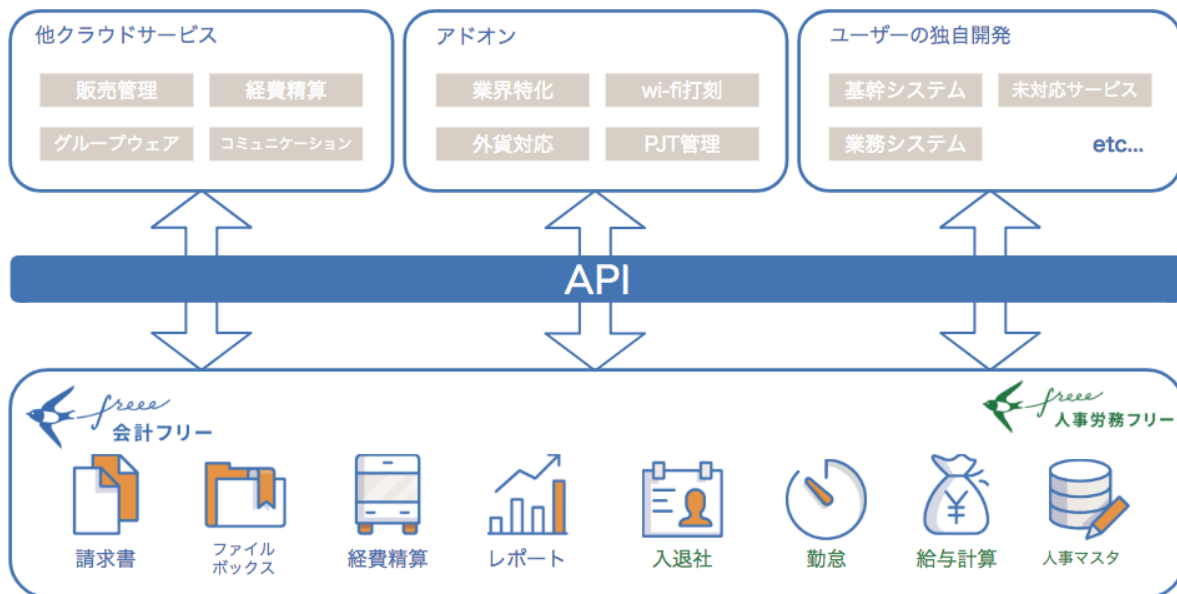 他クラウドサービス
販売管理
経費精算
グループウェア
コミュニケーション
アドオン
業界特化
wi-fi打刻
外貨対応
PJT管理
ユーザーの独自開発
基幹システム
未対応サービス
業務システム
etc...
API
freee
会計フリー
freee
人事労務フリー
請求書
ファイル
ボックス
経費精算
レポート
入退社
勤怠
給与計算
人事マスタ